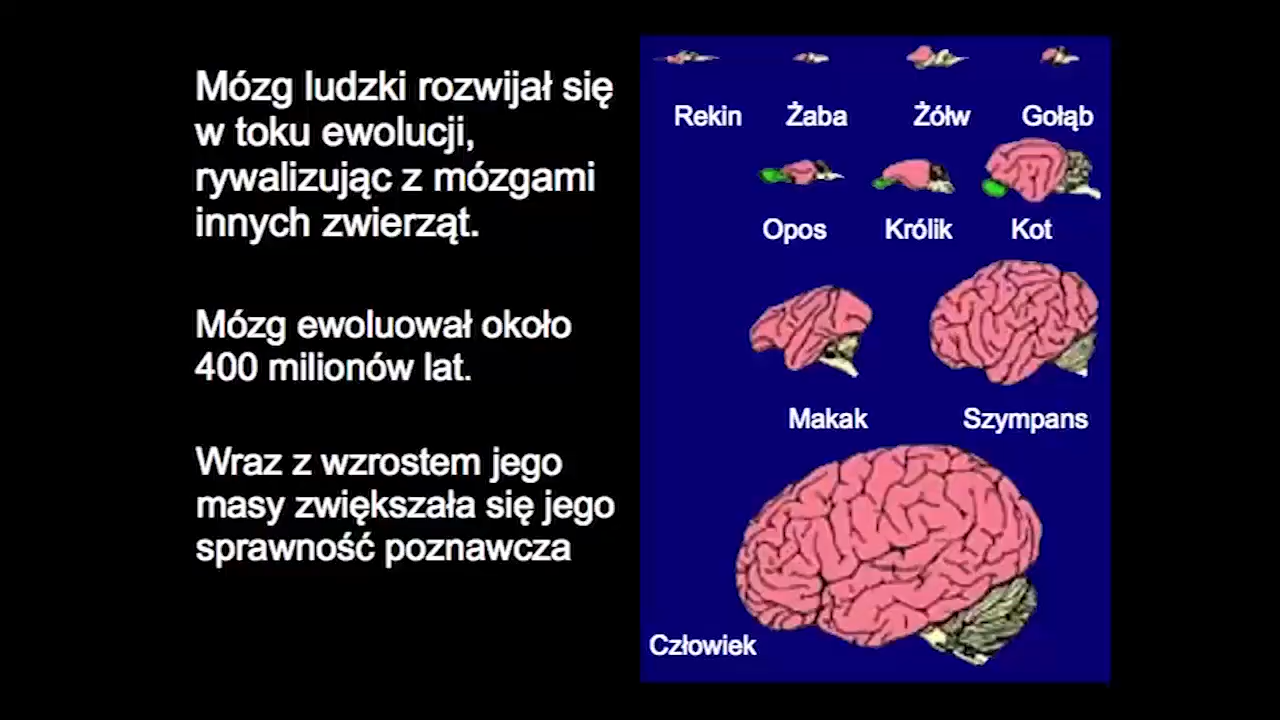 Mózg ludzki rozwijał się
w toku ewolucji,
rywalizując z mózgami
innych zwierząt.
Mózg ewoluował około
400 milionów lat.
Wraz z wzrostem jego
masy zwiększała się jego
sprawność poznawcza
Rekin Żaba Żółw Gołąb
Opos Królik Kot
Makak Szympans
Człowiek